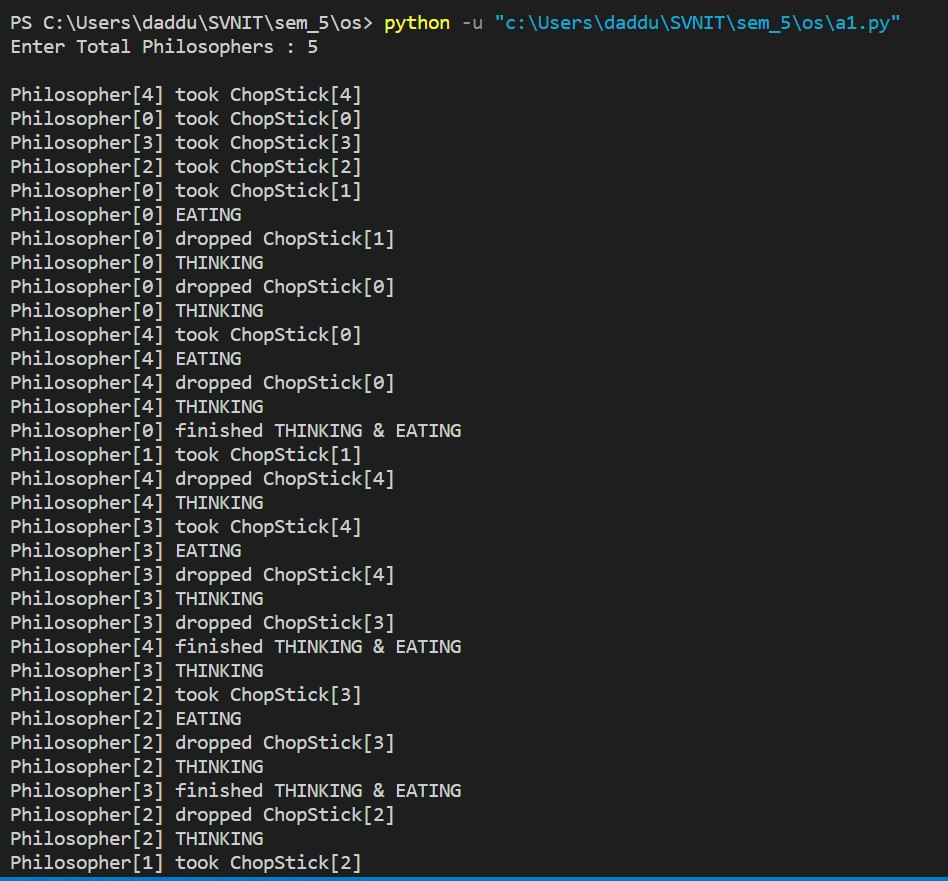 PS C:\Users\daddu\SVNIT\sem_5\os> python -u "c:\Users\daddu\SVNIT\sem_5\os\a1.py"
Enter Total Philosophers : 5
Philosopher[4] took ChopStick[4]
Philosopher[0] took ChopStick[0]
Philosopher[3] took ChopStick[3]
Philosopher[2] took ChopStick[2]
Philosopher[0] took ChopStick[1]
Philosopher[0] EATING
Philosopher[0] dropped ChopStick[1]
Philosopher[0] THINKING
Philosopher[0] dropped ChopStick[0]
Philosopher[0] THINKING
Philosopher[4] took ChopStick[0]
Philosopher[4] EATING
Philosopher[4] dropped ChopStick[0]
Philosopher[4] THINKING
Philosopher[0] finished THINKING & EATING
Philosopher[1] took ChopStick[1]
Philosopher[4] dropped ChopStick[4]
Philosopher[4] THINKING
Philosopher[3] took ChopStick[4]
Philosopher[3] EATING
Philosopher[3] dropped ChopStick[4]
Philosopher[3] THINKING
Philosopher[3] dropped ChopStick[3]
Philosopher[4] finished THINKING & EATING
Philosopher[3] THINKING
Philosopher[2] took ChopStick[3]
Philosopher[2] EATING
Philosopher[2] dropped ChopStick[3]
Philosopher[2] THINKING
Philosopher[3] finished THINKING & EATING
Philosopher[2] dropped ChopStick[2]
Philosopher[2] THINKING
Philosopher[1] took ChopStick[2]